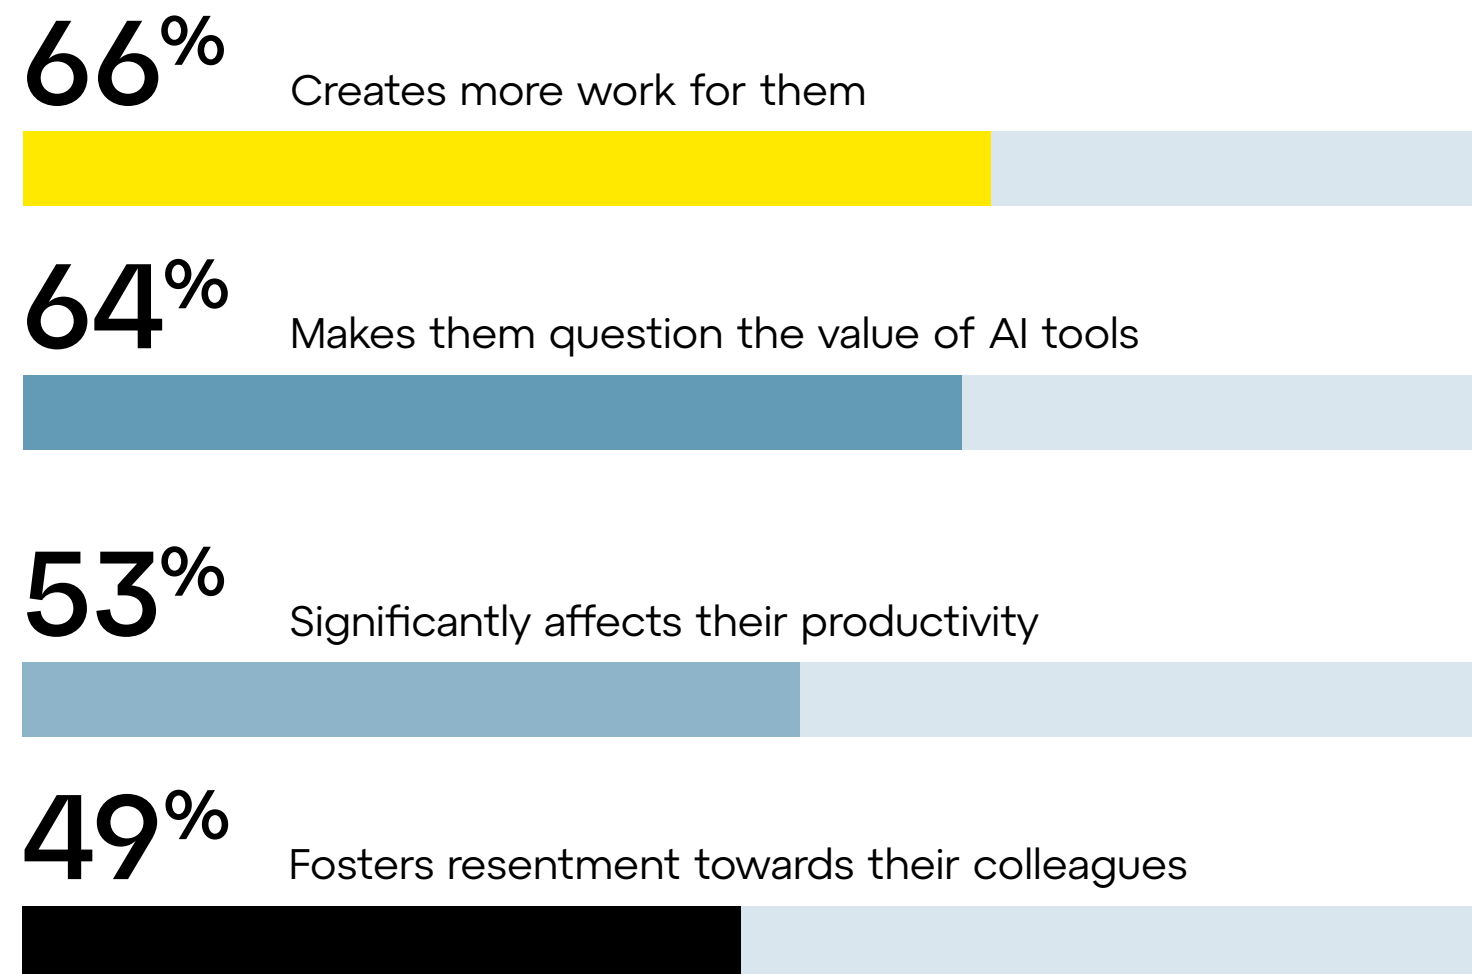 66% Creates more work for them
64% Makes them question the value of AI tools
53% Significantly affects their productivity
49% Fosters resentment towards their colleagues